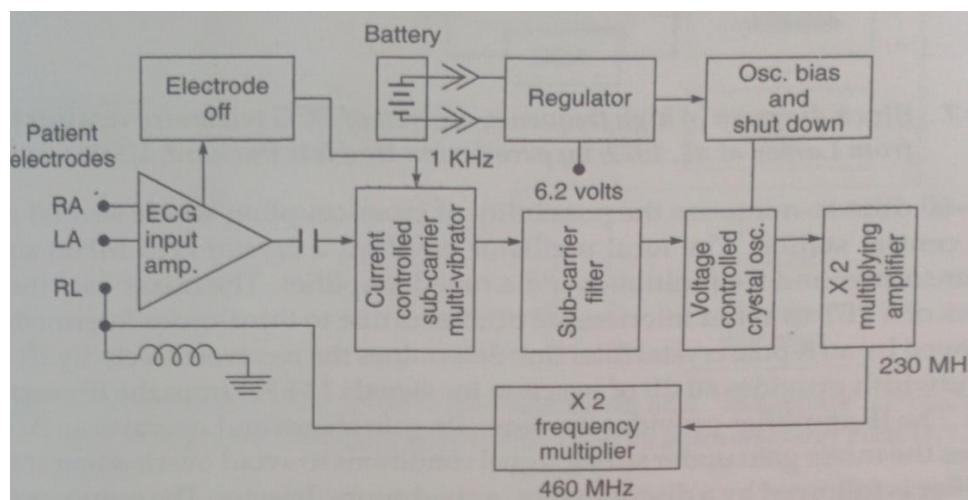 Battery
Electrode
off
Regulator
Osc. bias
and
shut down
Patient
electrodes
1 KHz
6.2 volts
RA
LA
RL
ECG
input
amp.
Current
controlled
sub-carrier
multi-vibrator
Sub-carrier
filter
Voltage
controlled
crystal osc.
X 2
multiplying
amplifier
230 MH
X 2
frequency
multiplier
460 MHz